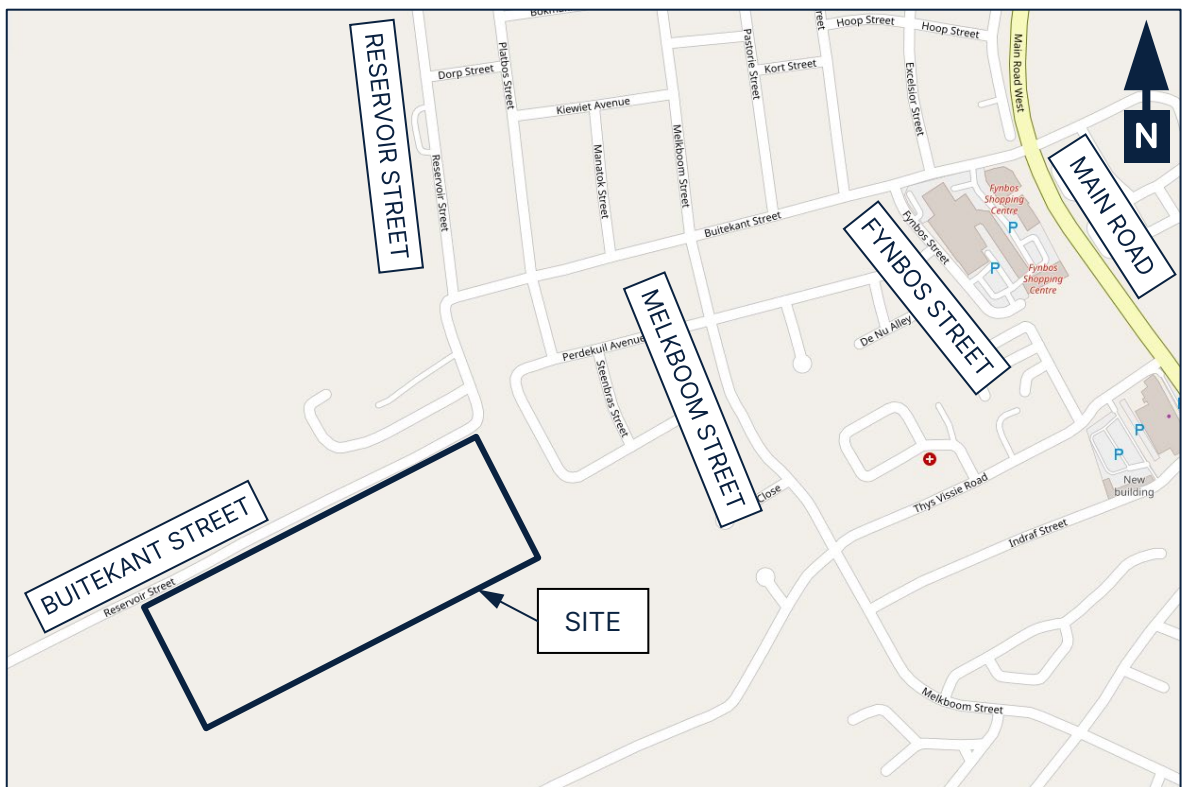 Hoop Street
Hoop Street
Main Road West
RESERVOIR STREET
Platbos Street
Pastorie Street
Dorp Street
Kort Street
Excelsior Street
Kiewiet Avenue
N
Manatok Street
Melkboom Street
Reservoir Street
MAIN ROAD
Fynbos
Shopping
Centre
P
Buitekant Street
Fynbos Street
FYNBOS STREET
P
Fynbos
Shopping
Centre
MELKBOOM STREET
De Nu Alley
Perdekuil Avenue
Steenbras Street
P
P
New
building
Close
Thys Vissie Road
Indraf Street
BUITEKANT STREET
Reservoir Street
SITE
Melkboom Street